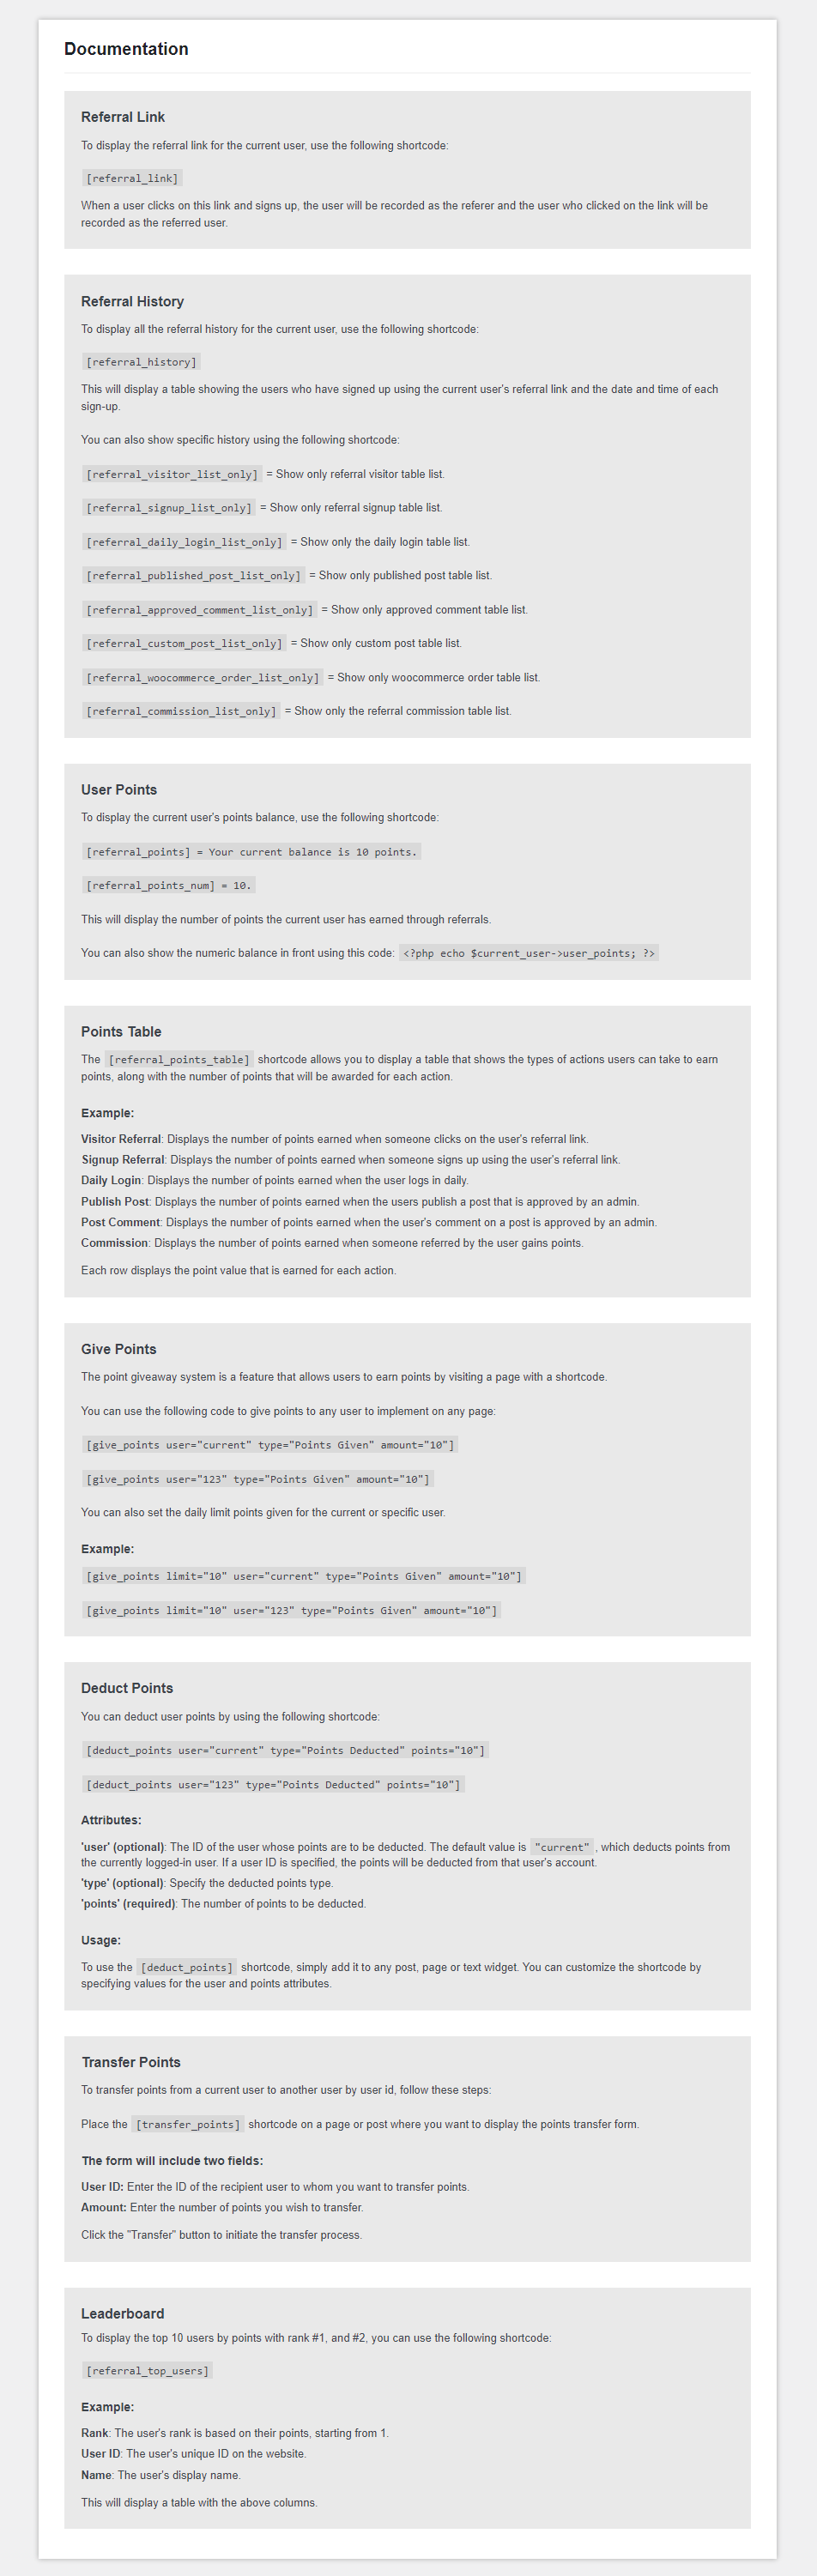 Documentation
Referral Link
To display the referral link for the current user, use the following shortcode:
[referral_link]
When a user clicks on this link and signs up, the user will be recorded as the referer and the user who clicked on the link will be
recorded as the referred user.
Referral History
To display all the referral history for the current user, use the following shortcode:
[referral_history]
This will display a table showing the users who have signed up using the current user's referral link and the date and time of each
sign-up.
You can also show specific history using the following shortcode:
[referral_visitor_list_only] = Show only referral visitor table list.
[referral_signup_list_only] = Show only referral signup table list.
[referral_daily_login_list_only] = Show only the daily login table list.
[referral_published_post_list_only] = Show only published post table list.
[referral_approved_comment_list_only] = Show only approved comment table list.
[referral_custom_post_list_only] = Show only custom post table list.
[referral_woocommerce_order_list_only] = Show only woocommerce order table list.
[referral_commission_list_only] = Show only the referral commission table list.
User Points
To display the current user's points balance, use the following shortcode:
[referral_points] = Your current balance is 10 points.
[referral_points_num] = 10.
This will display the number of points the current user has earned through referrals.
You can also show the numeric balance in front using this code: <?php echo $current_user->user_points; ?>
Points Table
The [referral_points_table] shortcode allows you to display a table that shows the types of actions users can take to earn
points, along with the number of points that will be awarded for each action.
Example:
Visitor Referral: Displays the number of points earned when someone clicks on the user's referral link.
Signup Referral: Displays the number of points earned when someone signs up using the user's referral link.
Daily Login: Displays the number of points earned when the user logs in daily.
Publish Post: Displays the number of points earned when the users publish a post that is approved by an admin.
Post Comment: Displays the number of points earned when the user's comment on a post is approved by an admin.
Commission: Displays the number of points earned when someone referred by the user gains points.
Each row displays the point value that is earned for each action.
Give Points
The point giveaway system is a feature that allows users to earn points by visiting a page with a shortcode.
You can use the following code to give points to any user to implement on any page:
[give_points user="current" type="Points Given" amount="10"]
[give_points user="123" type="Points Given" amount="10"]
You can also set the daily limit points given for the current or specific user.
Example:
[give_points limit="10" user="current" type="Points Given" amount="10"]
[give_points limit="10" user="123" type="Points Given" amount="10"]
Deduct Points
You can deduct user points by using the following shortcode:
[deduct_points user="current" type="Points Deducted" points="10"]
[deduct_points user="123" type="Points Deducted" points="10"]
Attributes:
'user' (optional): The ID of the user whose points are to be deducted. The default value is "current", which deducts points from
the currently logged-in user. If a user ID is specified, the points will be deducted from that user's account.
'type' (optional): Specify the deducted points type.
'points' (required): The number of points to be deducted.
Usage:
To use the [deduct_points] shortcode, simply add it to any post, page or text widget. You can customize the shortcode by
specifying values for the user and points attributes.
Transfer Points
To transfer points from a current user to another user by user id, follow these steps:
Place the [transfer_points] shortcode on a page or post where you want to display the points transfer form.
The form will include two fields:
User ID: Enter the ID of the recipient user to whom you want to transfer points.
Amount: Enter the number of points you wish to transfer.
Click the "Transfer" button to initiate the transfer process.
Leaderboard
To display the top 10 users by points with rank #1, and #2, you can use the following shortcode:
[referral_top_users]
Example:
Rank: The user's rank is based on their points, starting from 1.
User ID: The user's unique ID on the website.
Name: The user's display name.
This will display a table with the above columns.